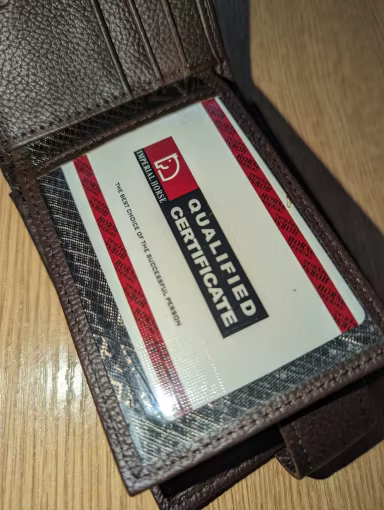 IMPERIAL HORSE
QUALIFIED
CERTIFICATE
THE BEST CHOICE OF THE SUCCESSFUL PERSON